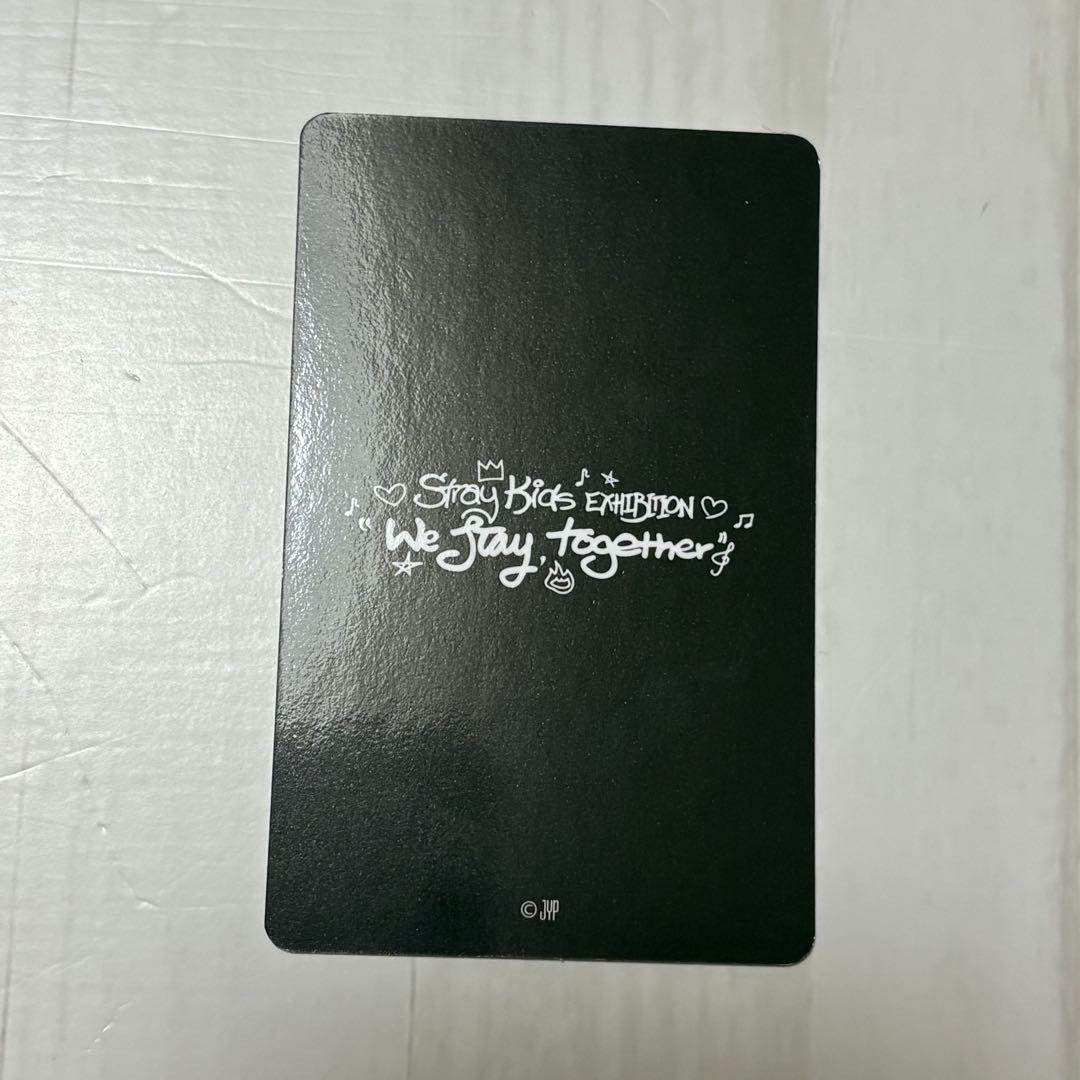 Stray Kids EXHIBITION
"We Stay, together"
© JYP